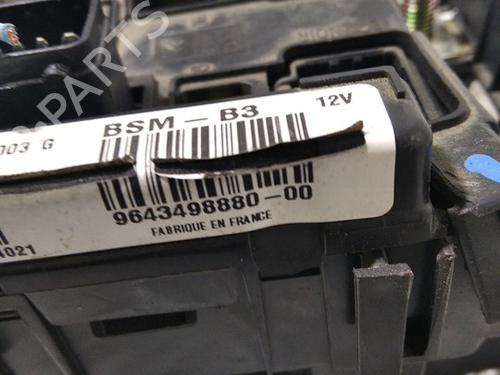 BSM-B3 12V
003 G
9643498880-00
FABRIQUE EN FRANCE
4021
B-PARTS